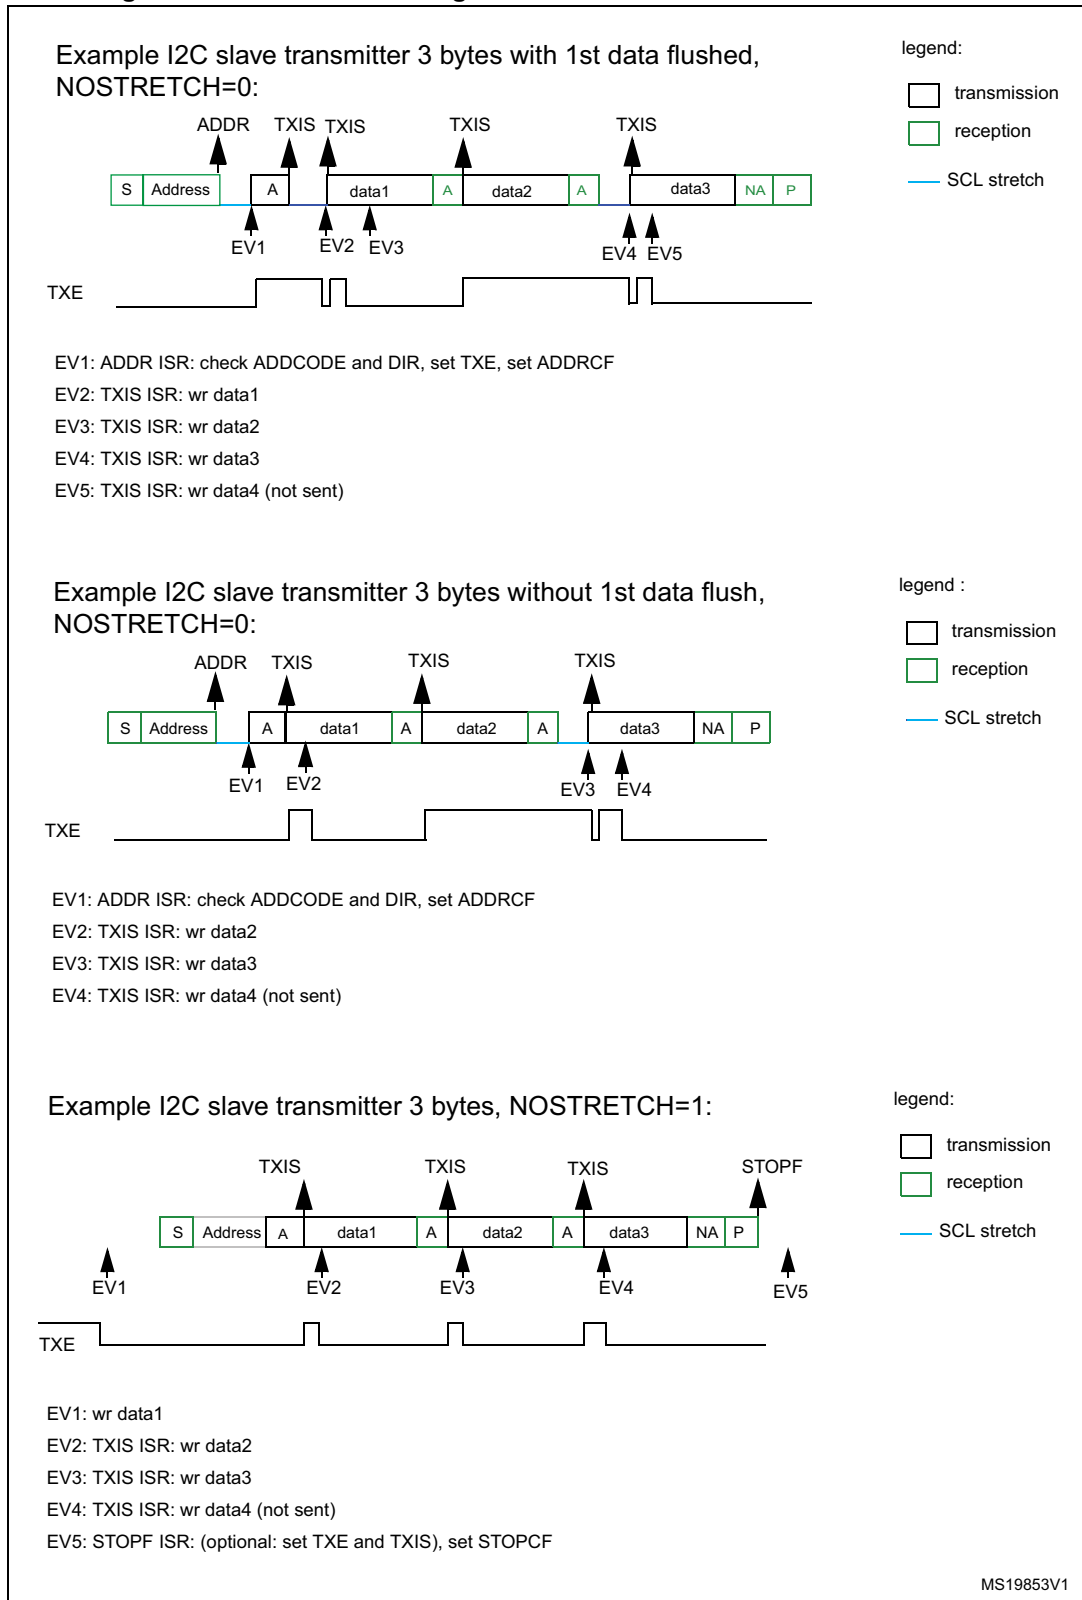 Example I2C slave transmitter 3 bytes with 1st data flushed,
NOSTRETCH=0:
legend:
transmission
reception
SCL stretch
ADDR TXIS TXIS TXIS TXIS
S Address A data1 A data2 A data3 NA P
EV1 EV2 EV3 EV4 EV5
TXE
EV1: ADDR ISR: check ADDCODE and DIR, set TXE, set ADDRCF
EV2: TXIS ISR: wr data1
EV3: TXIS ISR: wr data2
EV4: TXIS ISR: wr data3
EV5: TXIS ISR: wr data4 (not sent)
Example I2C slave transmitter 3 bytes without 1st data flush,
NOSTRETCH=0:
legend :
transmission
reception
SCL stretch
ADDR TXIS TXIS TXIS
S Address A data1 A data2 A data3 NA P
EV1 EV2 EV3 EV4
TXE
EV1: ADDR ISR: check ADDCODE and DIR, set ADDRCF
EV2: TXIS ISR: wr data2
EV3: TXIS ISR: wr data3
EV4: TXIS ISR: wr data4 (not sent)
Example I2C slave transmitter 3 bytes, NOSTRETCH=1:
legend:
transmission
reception
SCL stretch
TXIS TXIS TXIS STOPF
S Address A data1 A data2 A data3 NA P
EV1 EV2 EV3 EV4 EV5
TXE
EV1: wr data1
EV2: TXIS ISR: wr data2
EV3: TXIS ISR: wr data3
EV4: TXIS ISR: wr data4 (not sent)
EV5: STOPF ISR: (optional: set TXE and TXIS), set STOPCF
MS19853V1